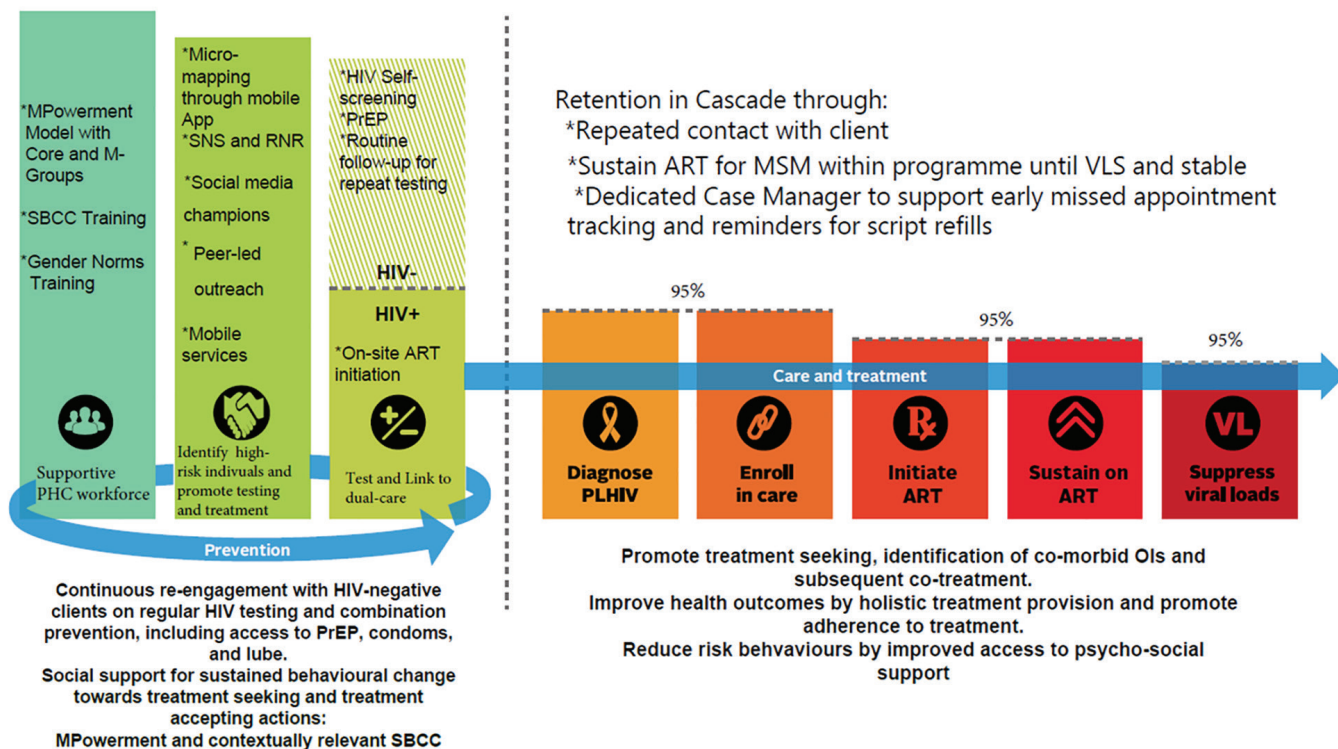 *MPowerment
Model with
Core and M-
Groups
*SBCC Training
*Gender Norms
Training
Supportive
PHC workforce
*Micro-
mapping
through mobile
App
*SNS and RNR
*Social media
champions
* Peer-led
outreach
*Mobile
services
Identify high-
risk indivuals and
promote testing
and treatment
*HIV Self-
screening
*PrEP
*Routine
follow-up for
repeat testing
HIV-
HIV+
*On-site ART
initiation
+/−
Test and Link to
dual-care
Prevention
Continuous re-engagement with HIV-negative
clients on regular HIV testing and combination
prevention, including access to PrEP, condoms,
and lube.
Social support for sustained behavioural change
towards treatment seeking and treatment
accepting actions:
MPowerment and contextually relevant SBCC
Retention in Cascade through:
*Repeated contact with client
*Sustain ART for MSM within programme until VLS and stable
*Dedicated Case Manager to support early missed appointment
tracking and reminders for script refills
95%
95%
95%
Care and treatment
Diagnose
PLHIV
Enroll
in care
Rx
Initiate
ART
Sustain on
ART
VL
Suppress
viral loads
Promote treatment seeking, identification of co-morbid OIs and
subsequent co-treatment.
Improve health outcomes by holistic treatment provision and promote
adherence to treatment.
Reduce risk behvaviours by improved access to psycho-social
support